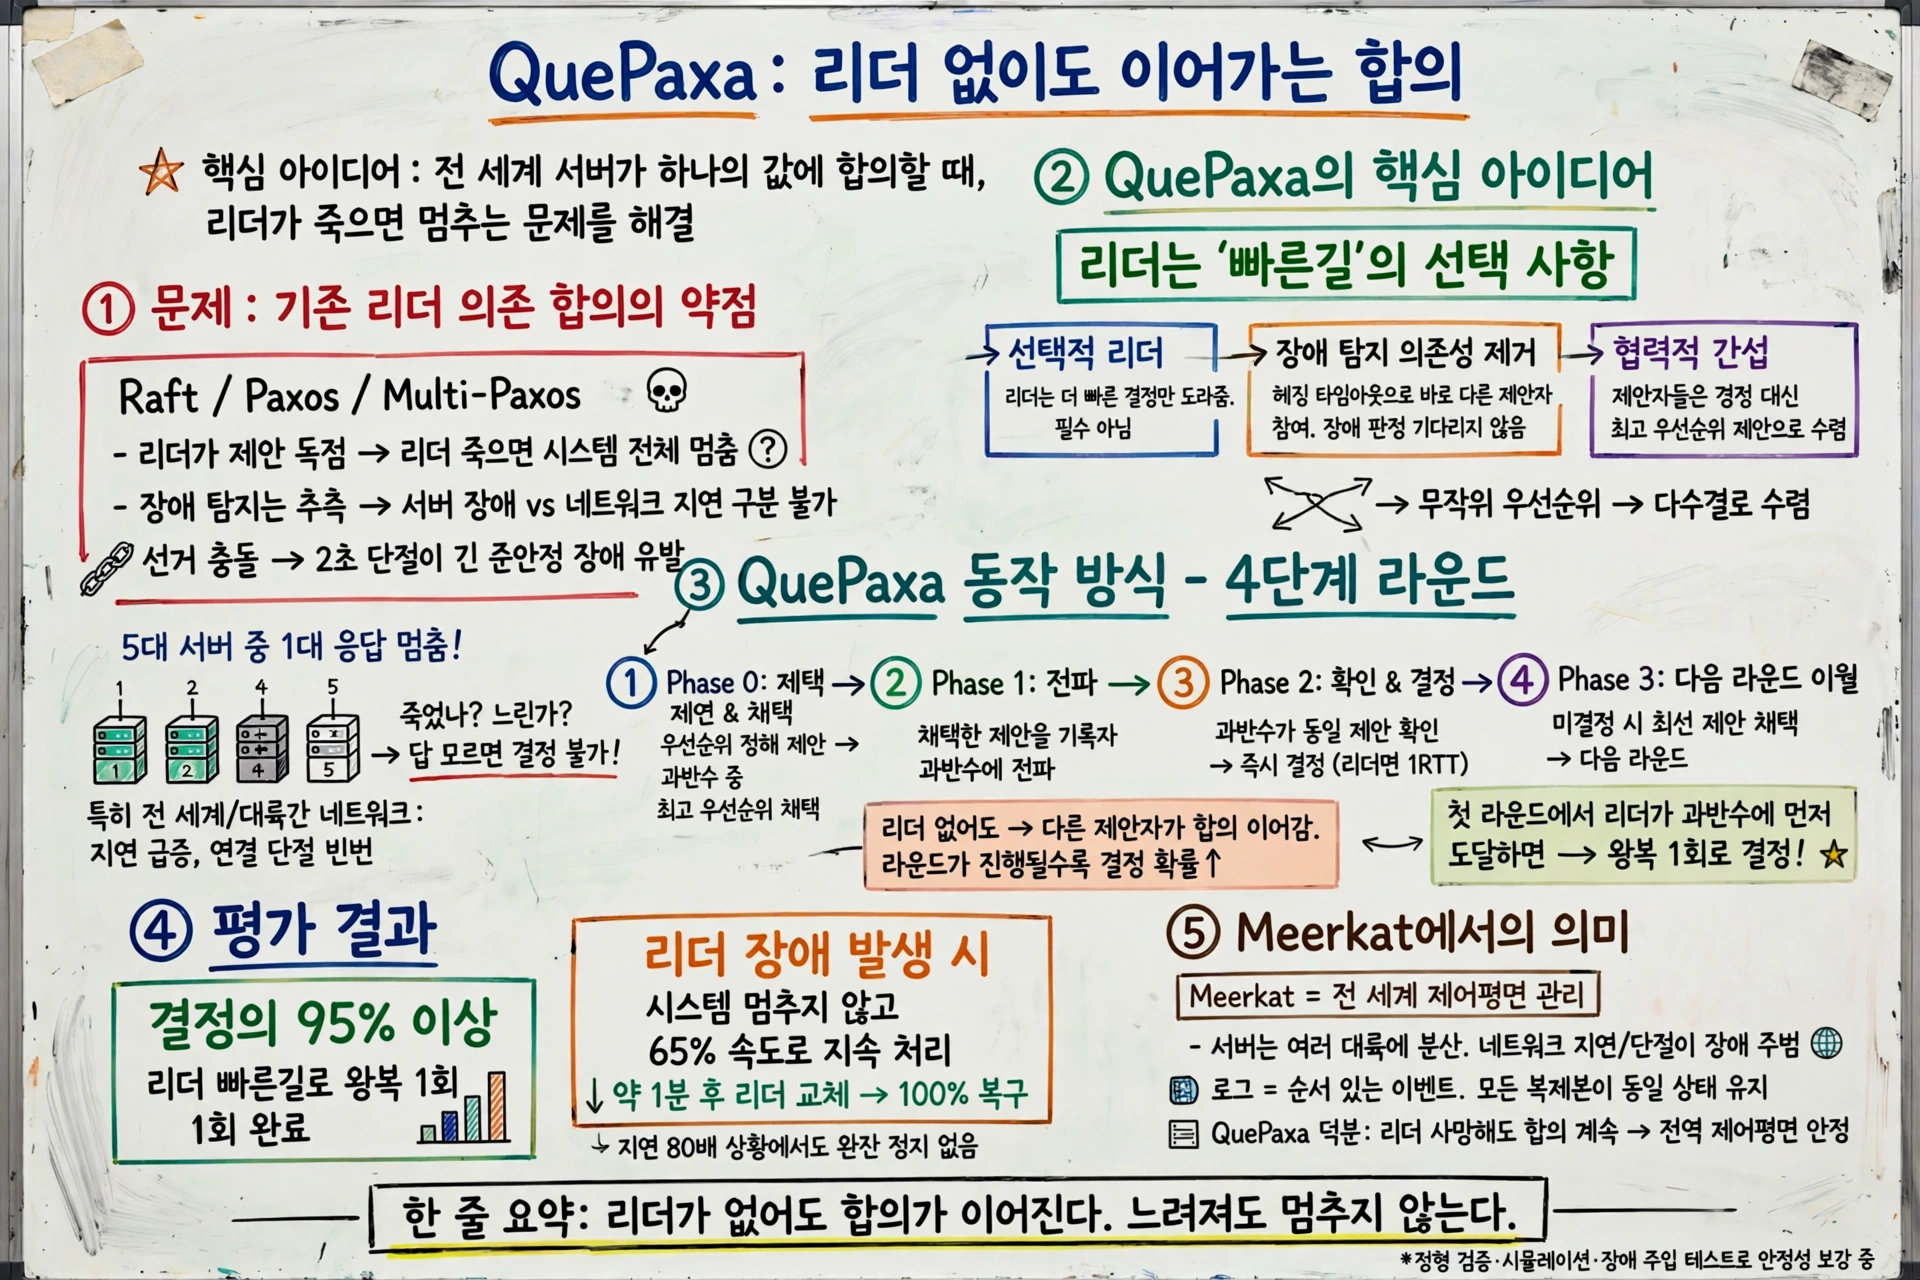 QuePaxa : 리더 없이도 이어가는 합의
핵심 아이디어 : 전 세계 서버가 하나의 값에 합의할 때,
리더가 죽으면 멈추는 문제를 해결
① 문제 : 기존 리더 의존 합의의 약점
Raft / Paxos / Multi-Paxos
- 리더가 제안 독점 → 리더 죽으면 시스템 전체 멈춤 ?
- 장애 탐지는 추측 → 서버 장애 vs 네트워크 지연 구분 불가
선거 충돌 → 2초 단절이 긴 준안정 장애 유발
5대 서버 중 1대 응답 멈춤!
1 2 4 5
1 2 4 5
죽었나? 느린가?
→ 답 모르면 결정 불가!
특히 전 세계/대륙간 네트워크:
지연 급증, 연결 단절 빈번
② QuePaxa의 핵심 아이디어
리더는 ‘빠른길’의 선택 사항
→ 선택적 리더
리더는 더 빠른 결정만 도라줌.
필수 아님
→ 장애 탐지 의존성 제거
헤징 타임아웃으로 바로 다른 제안자
참여. 장애 판정 기다리지 않음
→ 협력적 간섭
제안자들은 경정 대신
최고 우선순위 제안으로 수렴
→ 무작위 우선순위 → 다수결로 수렴
③ QuePaxa 동작 방식 - 4단계 라운드
① Phase 0: 제택 →
제연 & 채택
우선순위 정해 제안 →
과반수 중
최고 우선순위 채택
② Phase 1: 전파 →
채택한 제안을 기록자
과반수에 전파
③ Phase 2: 확인 & 결정 →
과반수가 동일 제안 확인
→ 즉시 결정 (리더면 1RTT)
④ Phase 3: 다음 라운드 이월
미결정 시 최선 제안 채택
→ 다음 라운드
리더 없어도 → 다른 제안자가 합의 이어감.
라운드가 진행될수록 결정 확률↑
첫 라운드에서 리더가 과반수에 먼저
도달하면 → 왕복 1회로 결정!
④ 평가 결과
결정의 95% 이상
리더 빠른길로 왕복 1회
1회 완료
리더 장애 발생 시
시스템 멈추지 않고
65% 속도로 지속 처리
↓ 약 1분 후 리더 교체 → 100% 복구
↓ 지연 80배 상황에서도 완잔 정지 없음
⑤ Meerkat에서의 의미
Meerkat = 전 세계 제어평면 관리
- 서버는 여러 대륙에 분산. 네트워크 지연/단절이 장애 주범
로그 = 순서 있는 이벤트. 모든 복제본이 동일 상태 유지
QuePaxa 덕분: 리더 사망해도 합의 계속 → 전역 제어평면 안정
한 줄 요약: 리더가 없어도 합의가 이어진다. 느려져도 멈추지 않는다.
*정형 검증·시뮬레이션·장애 주입 테스트로 안정성 보강 중